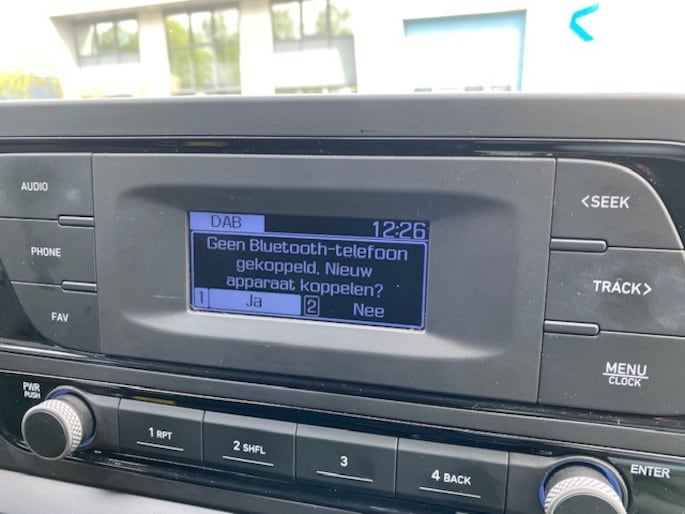 AUDIO
PHONE
FAV
DAB
12:26
Geen Bluetooth-telefoon
gekoppeld. Nieuw
apparaat koppelen?
1 Ja 2 Nee
<SEEK
TRACK>
MENU
CLOCK
PWR
PUSH
1 RPT
2 SHFL
3
4 BACK
ENTER